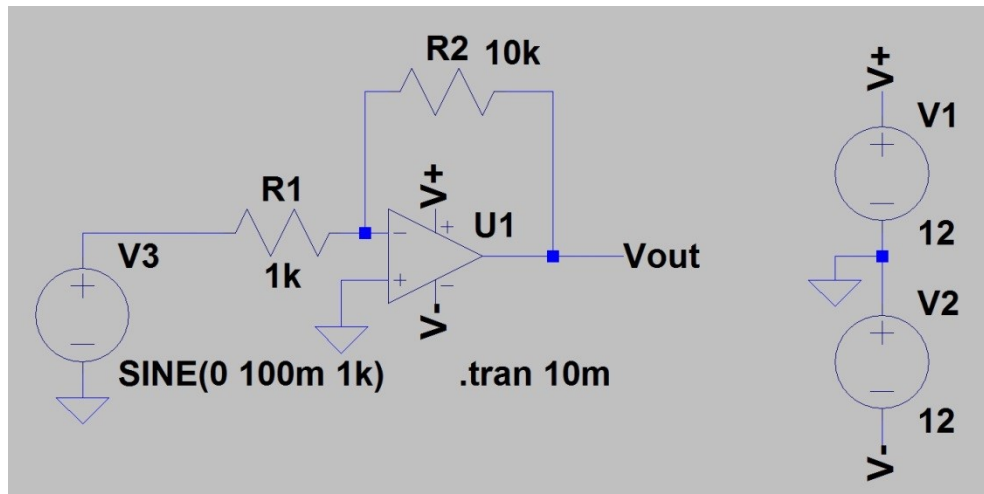 R2 10k
V+
V1
R1
V+
U1
12
V3
1k
Vout
V2
V-
SINE(0 100m 1k)
.tran 10m
12
V-